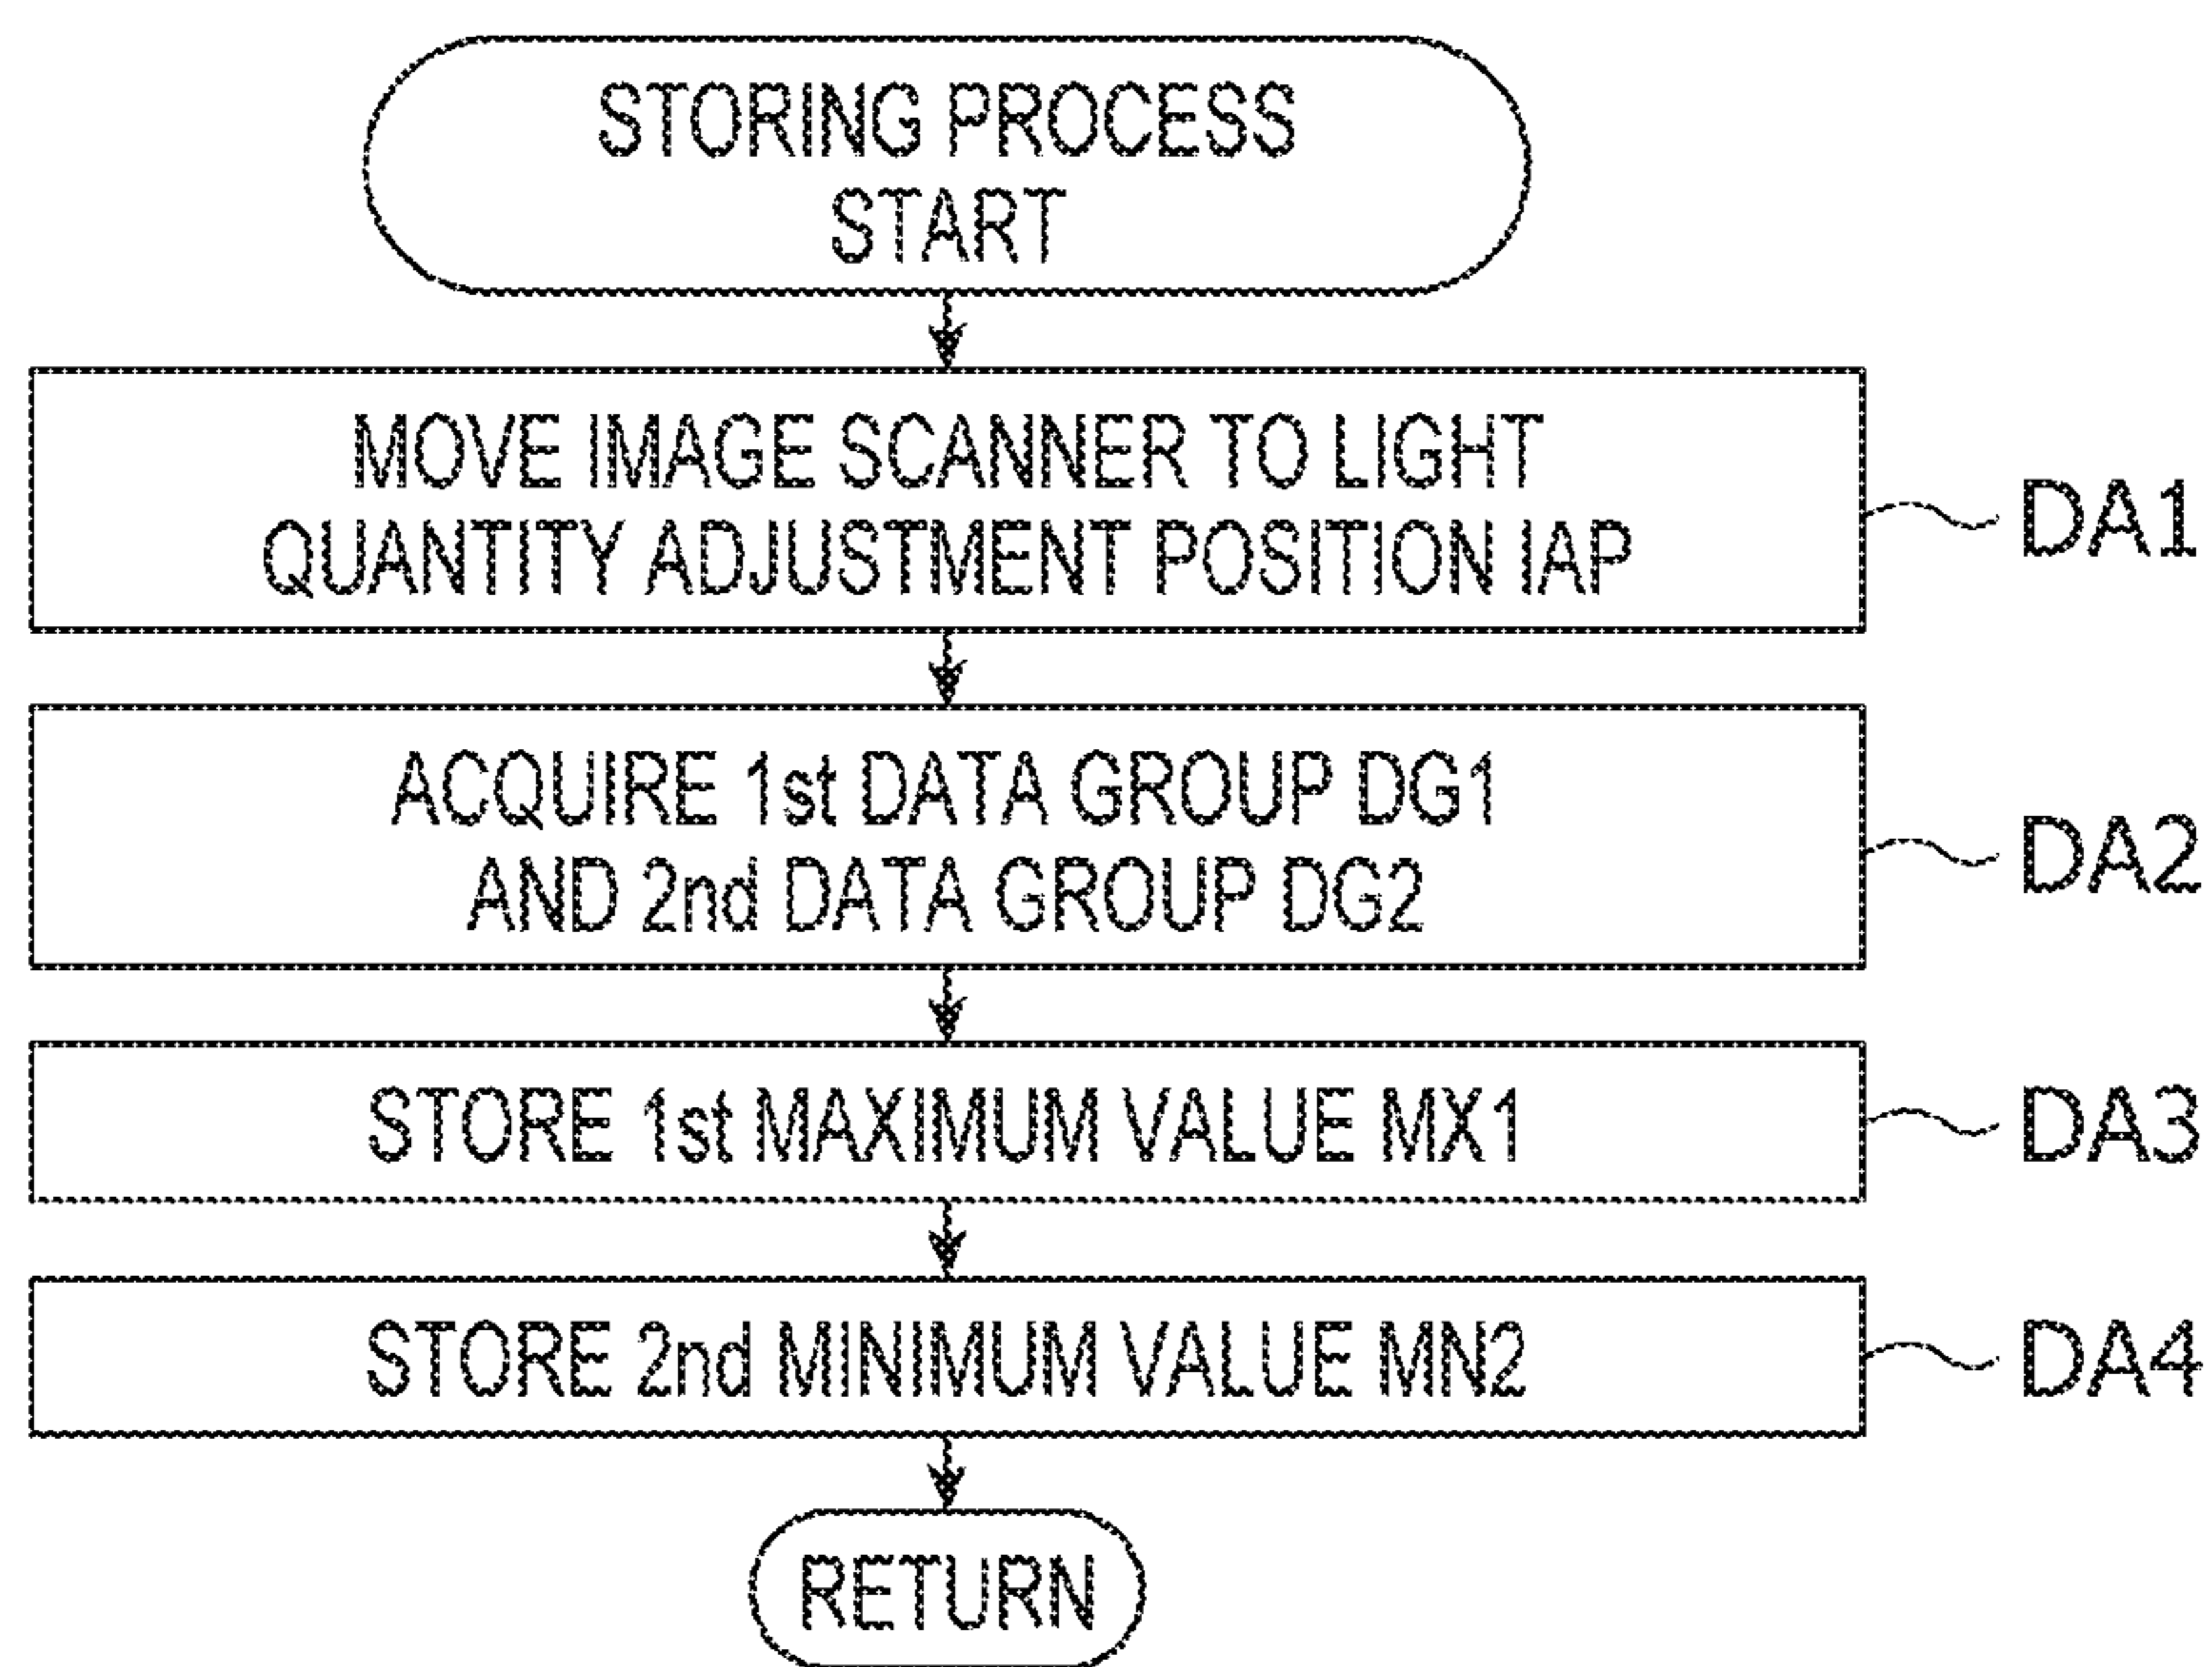 STORING PROCESS
START
MOVE IMAGE SCANNER TO LIGHT
QUANTITY ADJUSTMENT POSITION IAP
DA1
ACQUIRE 1st DATA GROUP DG1
AND 2nd DATA GROUP DG2
DA2
STORE 1st MAXIMUM VALUE MX1
DA3
STORE 2nd MINIMUM VALUE MN2
DA4
RETURN